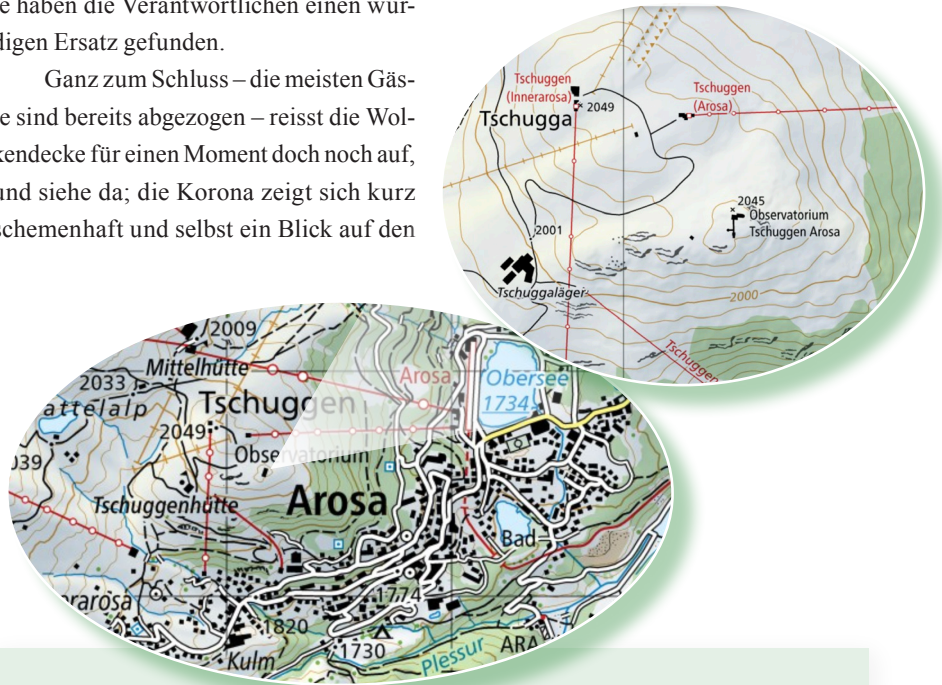 e haben die Verantwortlichen einen wür-
digen Ersatz gefunden.
Ganz zum Schluss – die meisten Gäs-
e sind bereits abgezogen – reisst die Wol-
kendecke für einen Moment doch noch auf,
und siehe da; die Korona zeigt sich kurz
schemenhaft und selbst ein Blick auf den
Tschuggen
(Innerarosa)
2049
Tschugga
Tschuggen
(Arosa)
2045
Observatorium
Tschuggen Arosa
2001
Tschuggaläger
2000
Tschuggen
2009
Mittelhütte
2033
attelalp
Tschuggen
2049
Observatorium
039
Arosa
Obersee
1734
Tschuggenhütte
Arosa
Bad
erarosa
1774
1820
Kulm
1730
Plessur
ARA